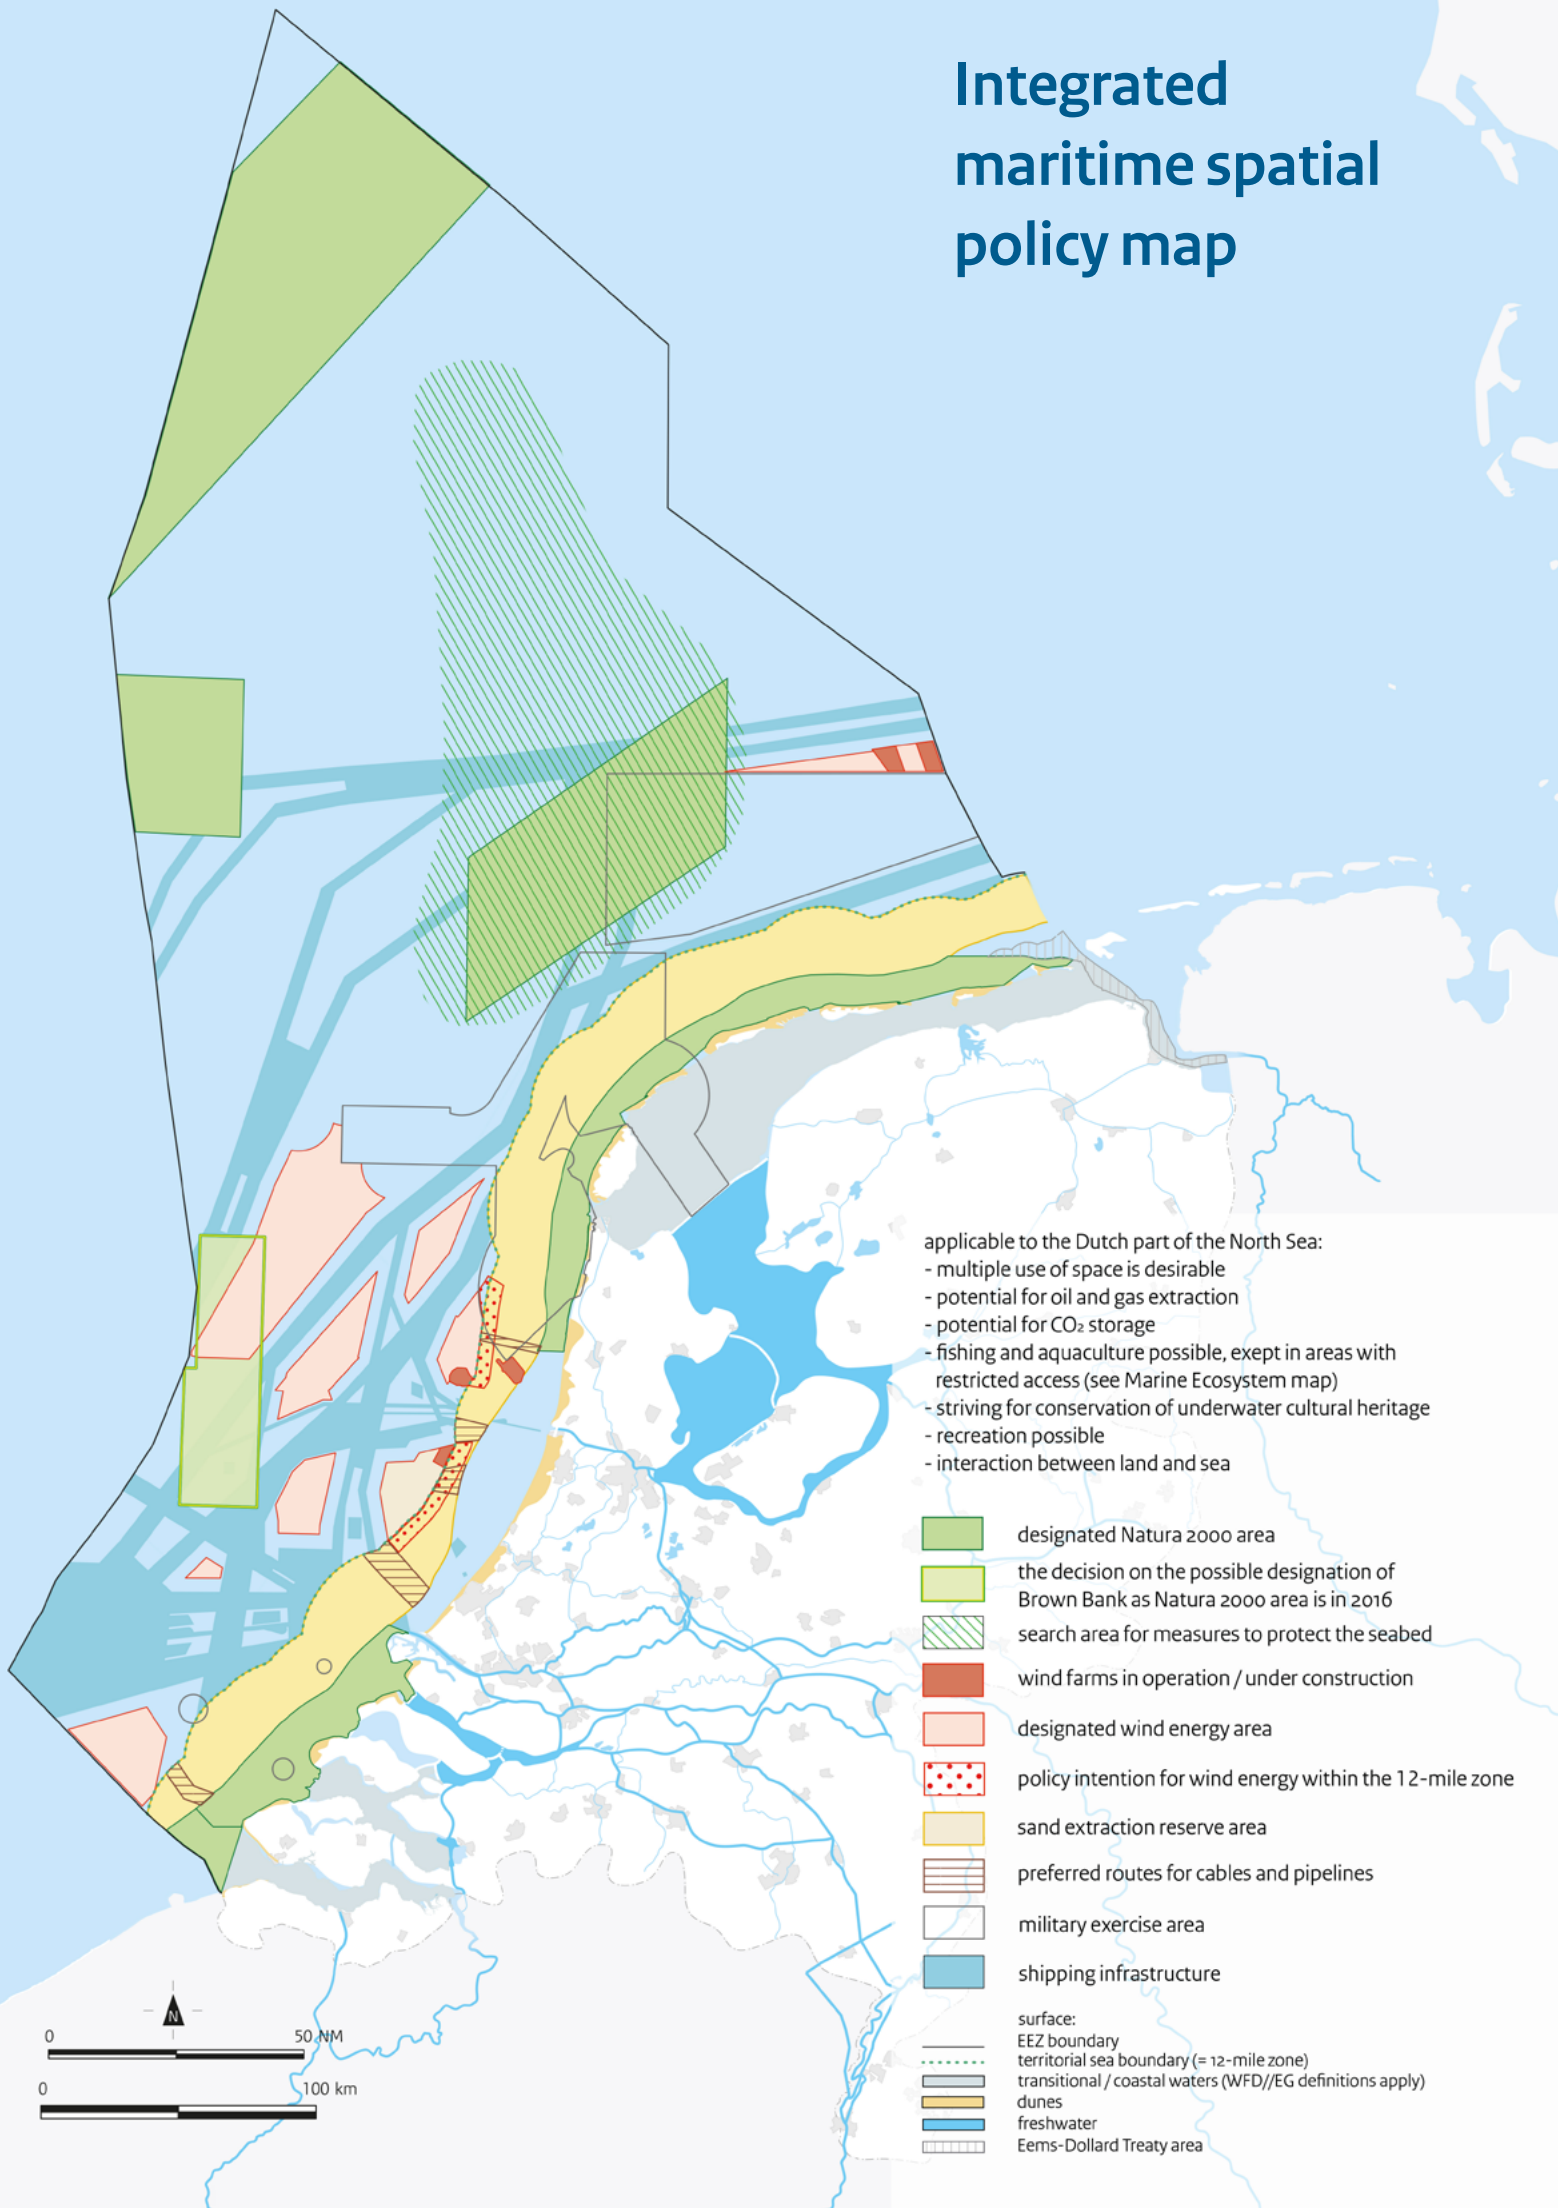 Integrated
maritime spatial
policy map
applicable to the Dutch part of the North Sea:
- multiple use of space is desirable
- potential for oil and gas extraction
- potential for CO₂ storage
- fishing and aquaculture possible, exept in areas with
restricted access (see Marine Ecosystem map)
- striving for conservation of underwater cultural heritage
- recreation possible
- interaction between land and sea
designated Natura 2000 area
the decision on the possible designation of
Brown Bank as Natura 2000 area is in 2016
search area for measures to protect the seabed
wind farms in operation / under construction
designated wind energy area
policy intention for wind energy within the 12-mile zone
sand extraction reserve area
preferred routes for cables and pipelines
military exercise area
shipping infrastructure
surface:
EEZ boundary
territorial sea boundary (= 12-mile zone)
transitional / coastal waters (WFD//EG definitions apply)
dunes
freshwater
Eems-Dollard Treaty area
N
0 50 NM
0 100 km